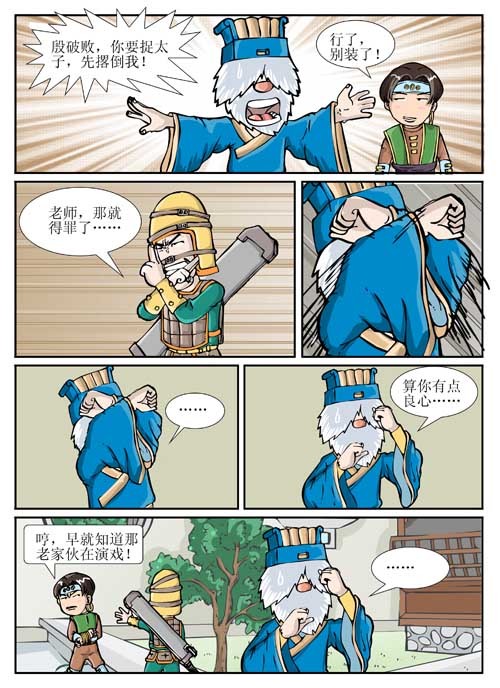 殷破败，你要捉太
子，先撂倒我！
行了，
别装了！
老师，那就
得罪了……
……
算你有点
良心……
哼，早就知道那
老家伙在演戏！
……！